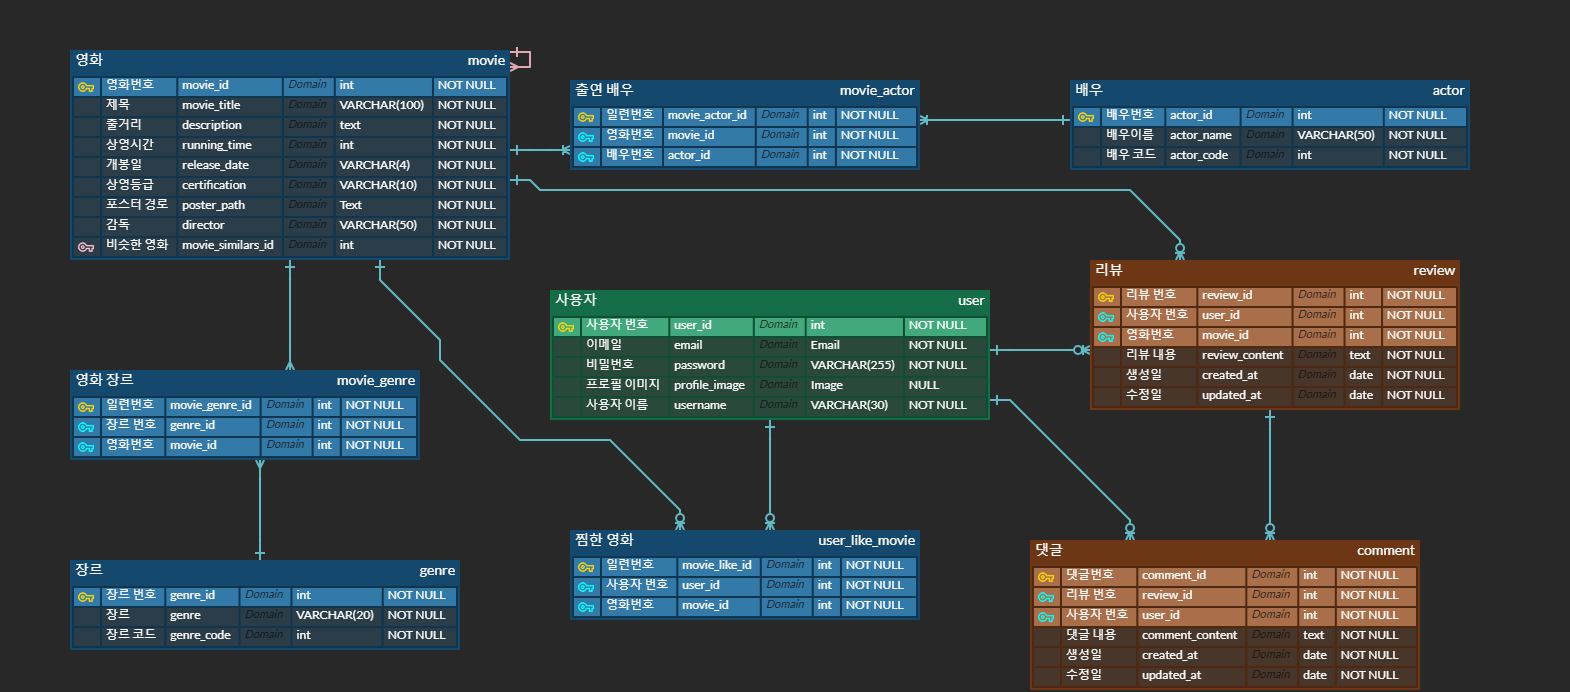 영화 movie
영화번호 movie_id Domain int NOT NULL
제목 movie_title Domain VARCHAR(100) NOT NULL
줄거리 description Domain text NOT NULL
상영시간 running_time Domain int NOT NULL
개봉일 release_date Domain VARCHAR(4) NOT NULL
상영등급 certification Domain VARCHAR(10) NOT NULL
포스터 경로 poster_path Domain Text NOT NULL
감독 director Domain VARCHAR(50) NOT NULL
비슷한 영화 movie_similars_id Domain int NOT NULL
출연 배우 movie_actor
일련번호 movie_actor_id Domain int NOT NULL
영화번호 movie_id Domain int NOT NULL
배우번호 actor_id Domain int NOT NULL
배우 actor
배우번호 actor_id Domain int NOT NULL
배우이름 actor_name Domain VARCHAR(50) NOT NULL
배우 코드 actor_code Domain int NOT NULL
리뷰 review
리뷰 번호 review_id Domain int NOT NULL
사용자 번호 user_id Domain int NOT NULL
영화번호 movie_id Domain int NOT NULL
리뷰 내용 review_content Domain text NOT NULL
생성일 created_at Domain date NOT NULL
수정일 updated_at Domain date NOT NULL
사용자 user
사용자 번호 user_id Domain int NOT NULL
이메일 email Domain Email NOT NULL
비밀번호 password Domain VARCHAR(255) NOT NULL
프로필 이미지 profile_image Domain Image NULL
사용자 이름 username Domain VARCHAR(30) NOT NULL
영화 장르 movie_genre
일련번호 movie_genre_id Domain int NOT NULL
장르 번호 genre_id Domain int NOT NULL
영화번호 movie_id Domain int NOT NULL
장르 genre
장르 번호 genre_id Domain int NOT NULL
장르 genre Domain VARCHAR(20) NOT NULL
장르 코드 genre_code Domain int NOT NULL
찜한 영화 user_like_movie
일련번호 movie_like_id Domain int NOT NULL
사용자 번호 user_id Domain int NOT NULL
영화번호 movie_id Domain int NOT NULL
댓글 comment
댓글번호 comment_id Domain int NOT NULL
리뷰 번호 review_id Domain int NOT NULL
사용자 번호 user_id Domain int NOT NULL
댓글 내용 comment_content Domain text NOT NULL
생성일 created_at Domain date NOT NULL
수정일 updated_at Domain date NOT NULL